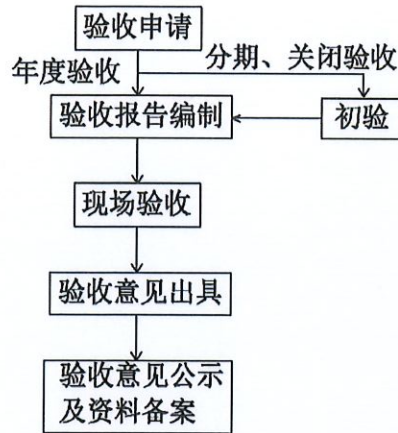 验收申请
年度验收
分期、关闭验收
验收报告编制
初验
现场验收
验收意见出具
验收意见公示
及资料备案